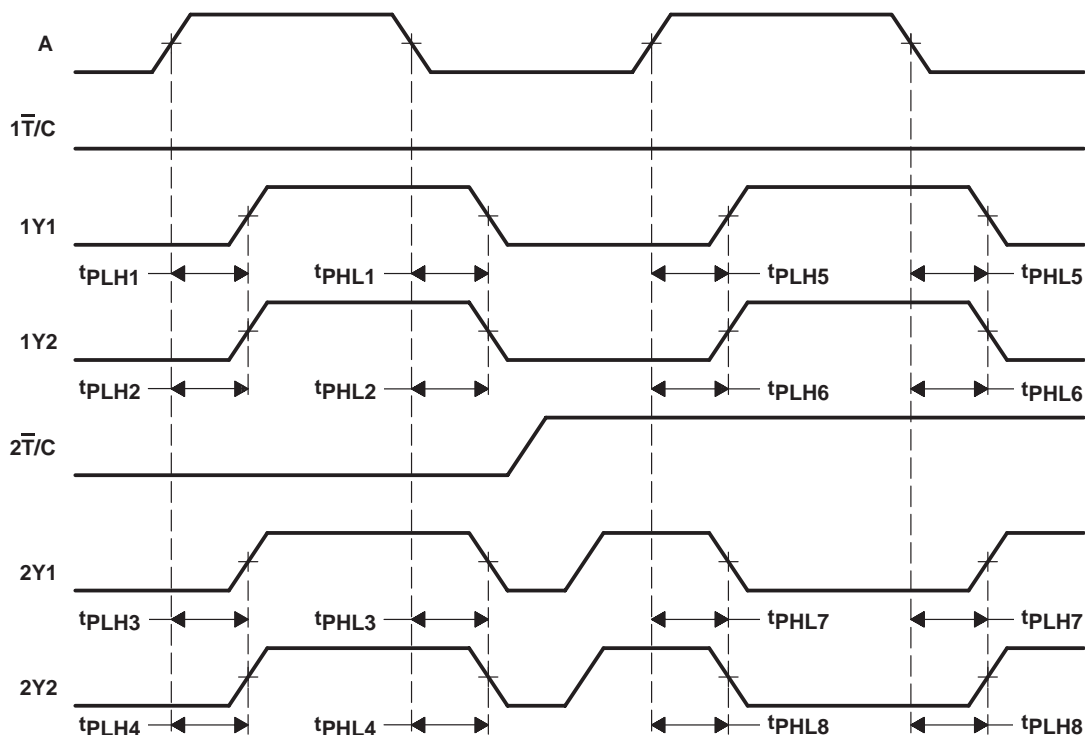 A
1T̅/C
1Y1
tPLH1 tPHL1 tPLH5 tPHL5
1Y2
tPLH2 tPHL2 tPLH6 tPHL6
2T̅/C
2Y1
tPLH3 tPHL3 tPHL7 tPLH7
2Y2
tPLH4 tPHL4 tPHL8 tPLH8